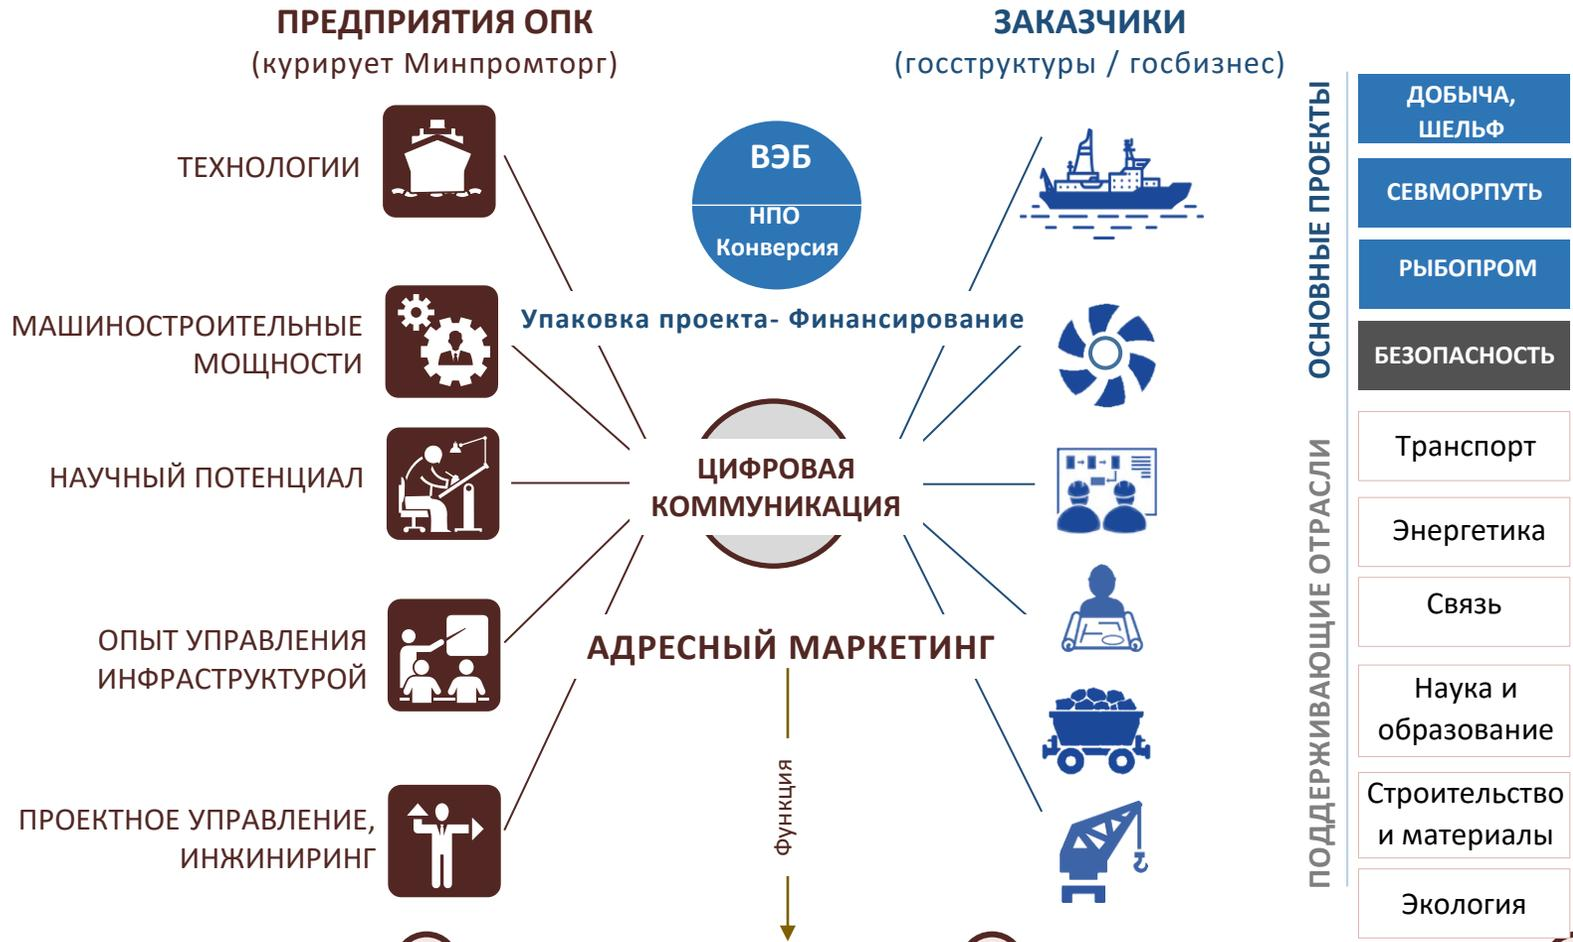 ПРЕДПРИЯТИЯ ОПК
(курирует Минпромторг)
ТЕХНОЛОГИИ
МАШИНОСТРОИТЕЛЬНЫЕ
МОЩНОСТИ
НАУЧНЫЙ ПОТЕНЦИАЛ
ОПЫТ УПРАВЛЕНИЯ
ИНФРАСТРУКТУРОЙ
ПРОЕКТНОЕ УПРАВЛЕНИЕ,
ИНЖИНИРИНГ
ВЭБ
НПО
Конверсия
Упаковка проекта- Финансирование
ЦИФРОВАЯ
КОММУНИКАЦИЯ
АДРЕСНЫЙ МАРКЕТИНГ
Функция
ЗАКАЗЧИКИ
(госструктуры / госбизнес)
ОСНОВНЫЕ ПРОЕКТЫ
ДОБЫЧА,
ШЕЛЬФ
СЕВМОРПУТЬ
РЫБОПРОМ
БЕЗОПАСНОСТЬ
ПОДДЕРЖИВАЮЩИЕ ОТРАСЛИ
Транспорт
Энергетика
Связь
Наука и
образование
Строительство
и материалы
Экология